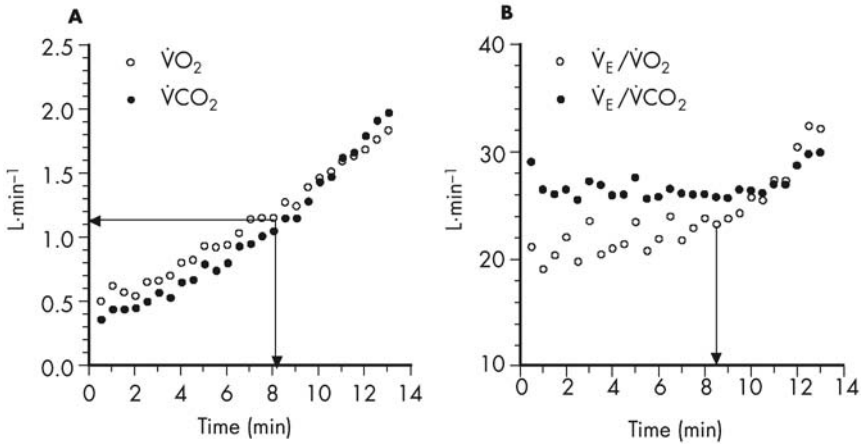 A
2.5
2.0
1.5
1.0
0.5
0.0
L·min⁻¹
V̇O₂
V̇CO₂
0 2 4 6 8 10 12 14
Time (min)
B
40
30
20
10
L·min⁻¹
V̇E/V̇O₂
V̇E/V̇CO₂
0 2 4 6 8 10 12 14
Time (min)